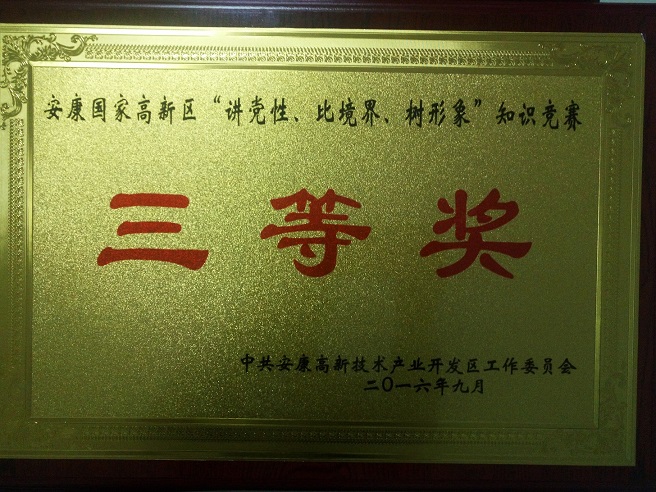 安康国家高新区“讲党性、比境界、树形象”知识竞赛
三等奖
中共安康高新技术产业开发区工作委员会
二〇一六年九月